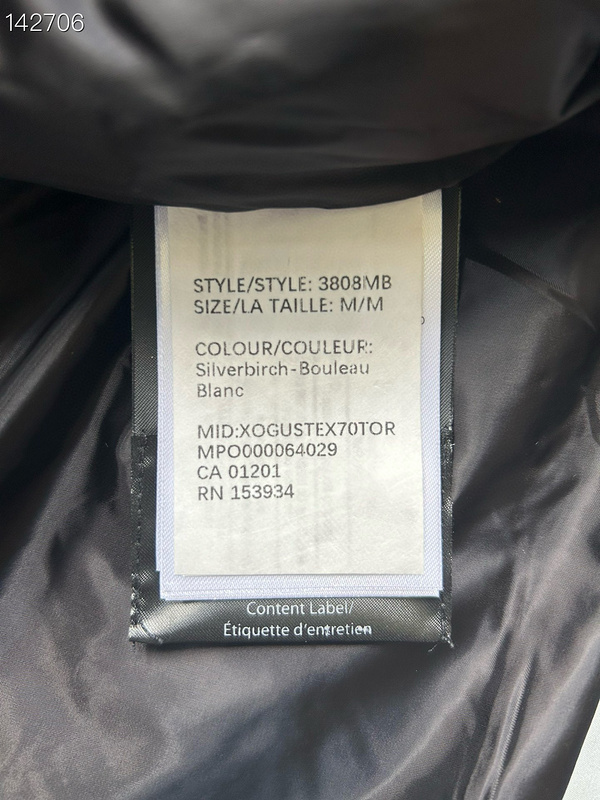 142706
STYLE/STYLE: 3808MB
SIZE/LA TAILLE: M/M
COLOUR/COULEUR:
Silverbirch-Bouleau
Blanc
MID:XOGUSTEX70TOR
MPO000064029
CA 01201
RN 153934
Content Label/
Étiquette d'entretien